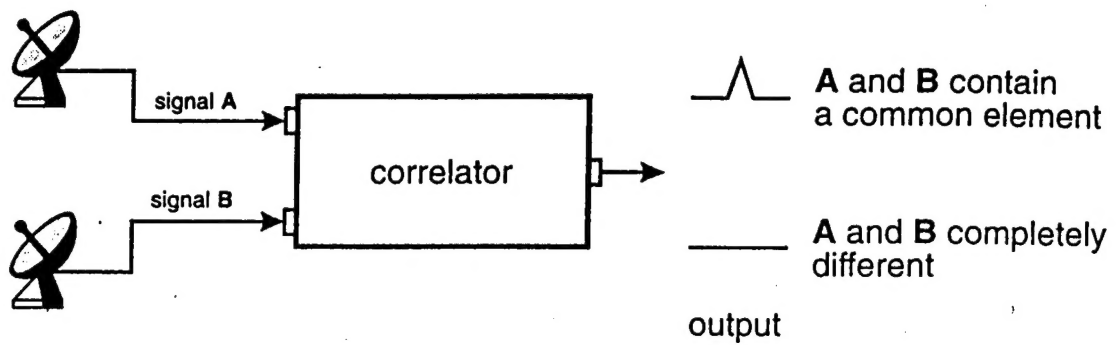 signal A
A and B contain
a common element
correlator
signal B
A and B completely
different
output